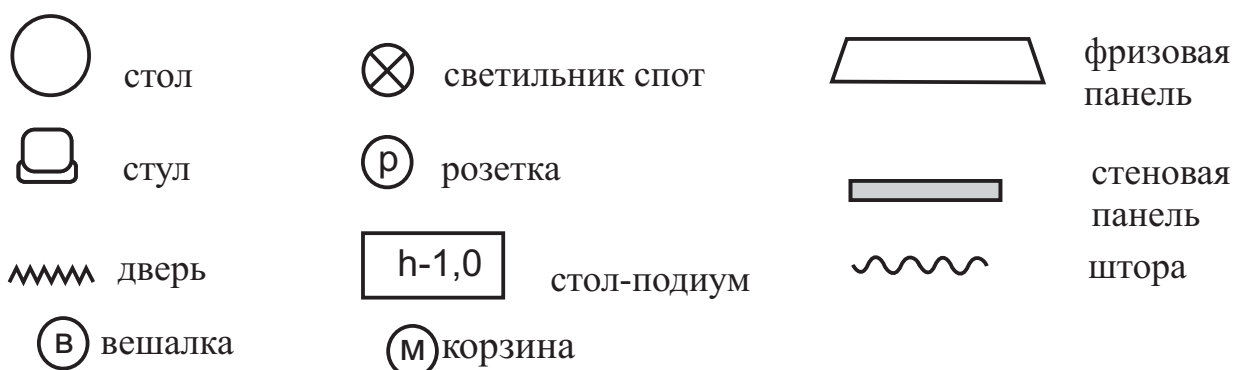 стол
светильник спот
фризовая
панель
стул
р розетка
стеновая
панель
дверь
h-1,0 стол-подиум
штора
в вешалка
м корзина